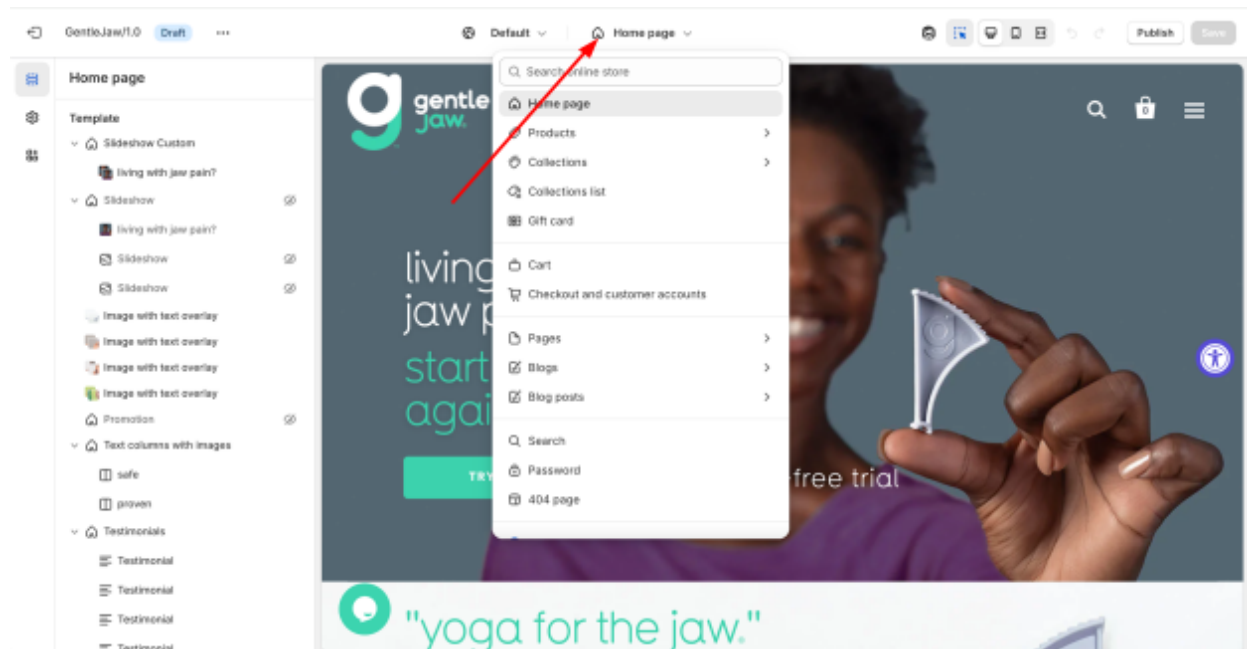 GentleJaw/1.0 Draft ...
Default
Home page
Publish
Save
Home page
Template
Slideshow Custom
living with jaw pain?
Slideshow
living with jaw pain?
Slideshow
Slideshow
Image with text overlay
Image with text overlay
Image with text overlay
Image with text overlay
Promotion
Text columns with images
safe
proven
Testimonials
Testimonial
Testimonial
Testimonial
Testimonial
Search online store
Home page
Products
Collections
Collections list
Gift card
Cart
Checkout and customer accounts
Pages
Blogs
Blog posts
Search
Password
404 page
gentle
jaw.
0
living
jaw p
start
agai
TRY
-free trial
"yoga for the jaw."